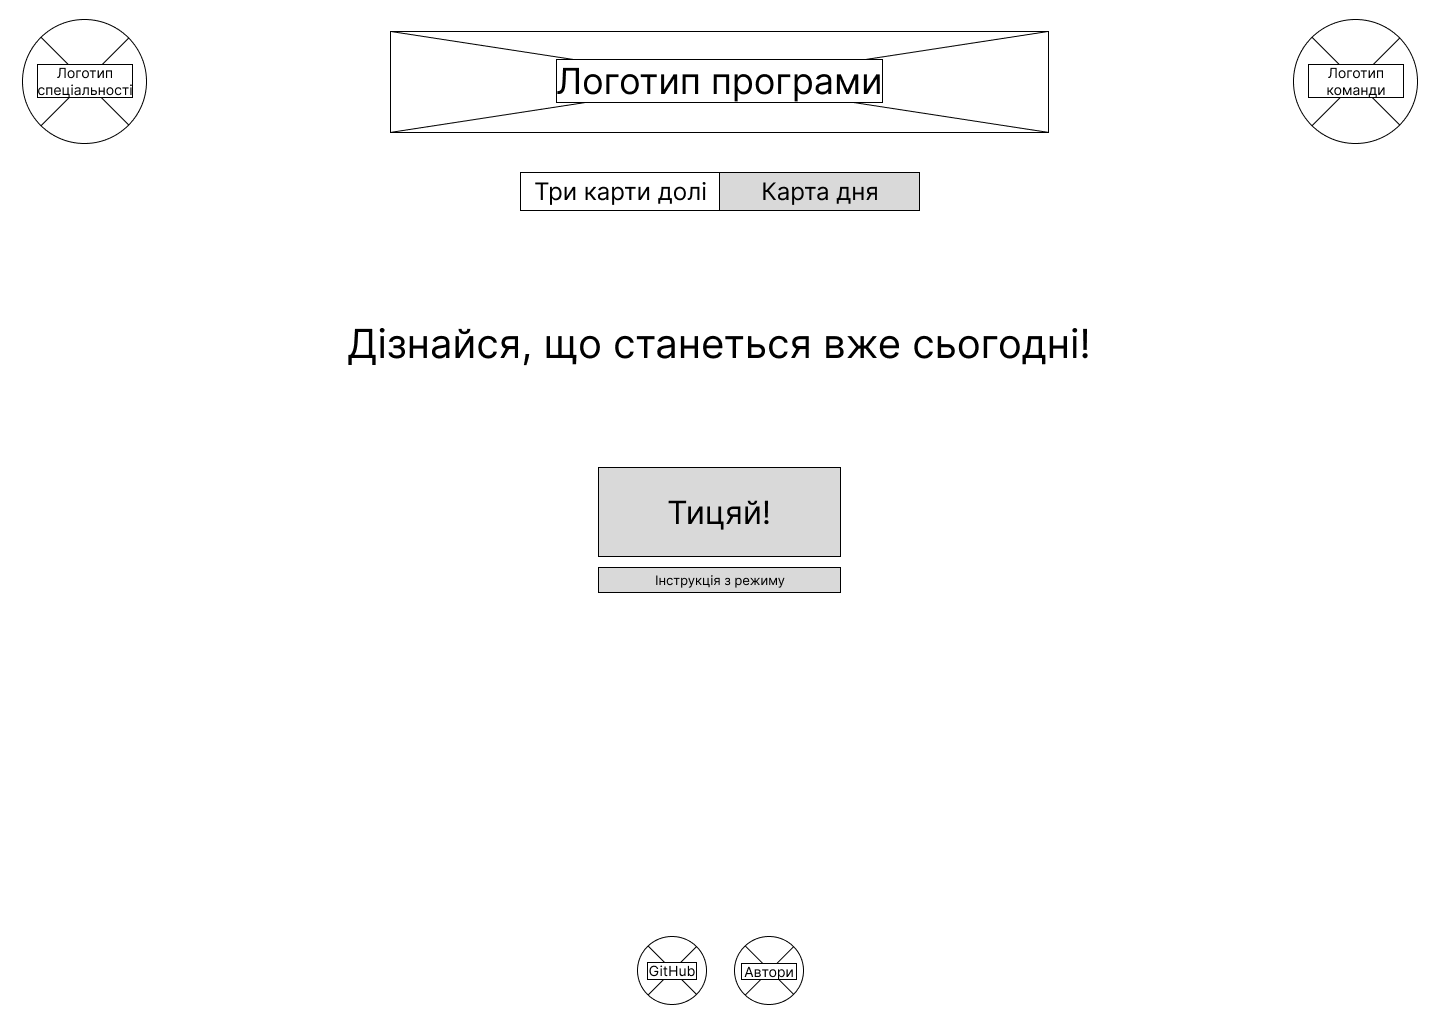 Логотип
спеціальності
Логотип програми
Логотип
команди
Три карти долі
Карта дня
Дізнайся, що станеться вже сьогодні!
Тицяй!
Інструкція з режиму
GitHub
Автори